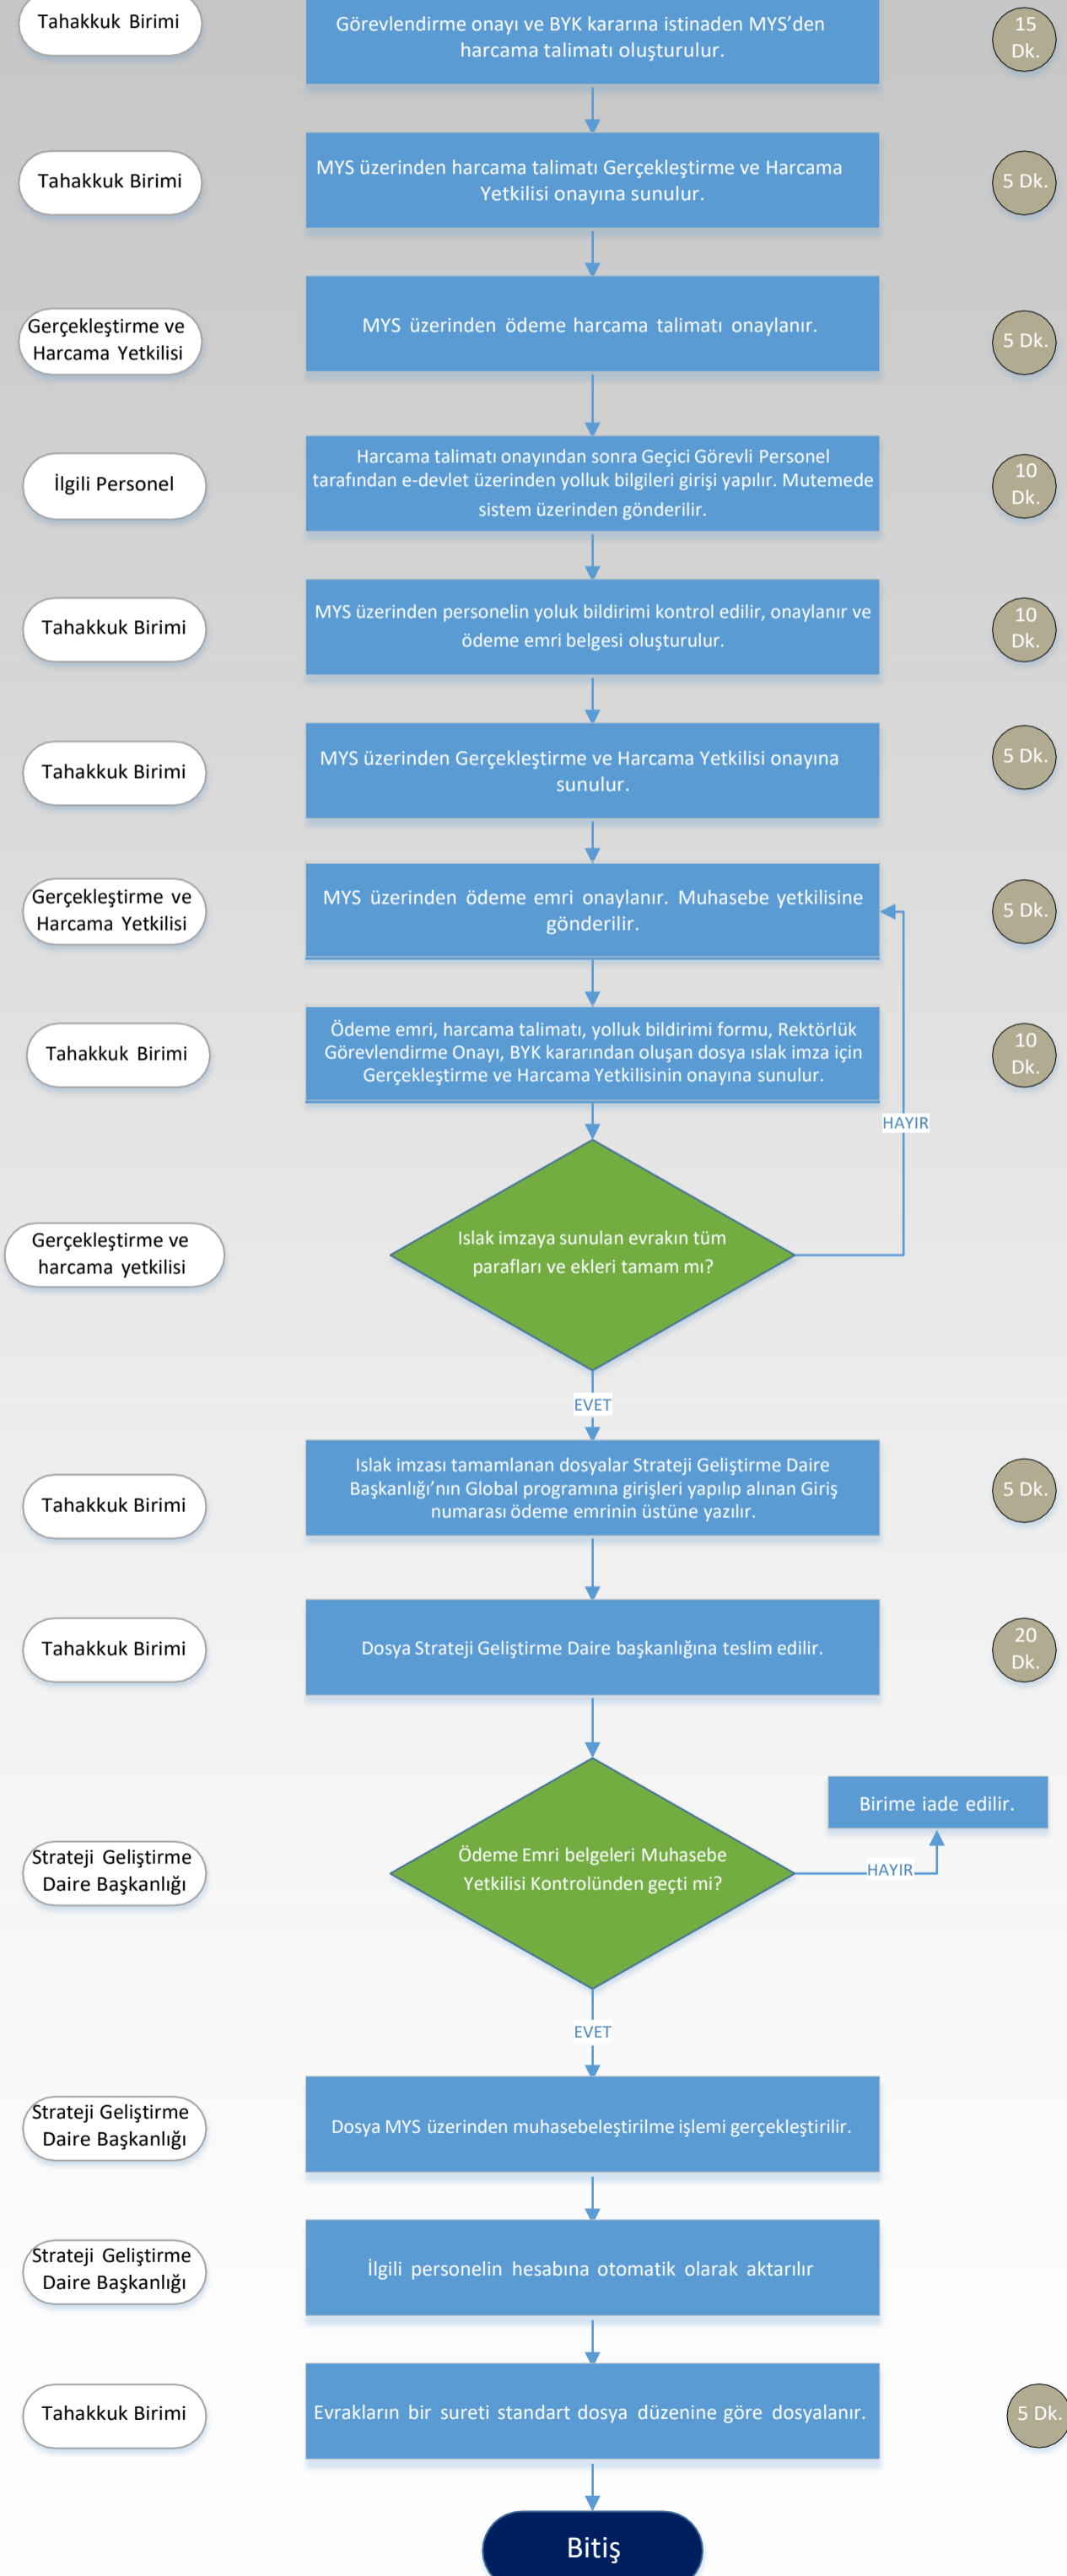 Tahakkuk Birimi
Görevlendirme onayı ve BYK kararına istinaden MYS’den
harcama talimatı oluşturulur.
15
Dk.
Tahakkuk Birimi
MYS üzerinden harcama talimatı Gerçekleştirme ve Harcama
Yetkilisi onayına sunulur.
5 Dk.
Gerçekleştirme ve
Harcama Yetkilisi
MYS üzerinden ödeme harcama talimatı onaylanır.
5 Dk.
İlgili Personel
Harcama talimatı onayından sonra Geçici Görevli Personel
tarafından e-devlet üzerinden yolluk bilgileri girişi yapılır. Mutemede
sistem üzerinden gönderilir.
10
Dk.
Tahakkuk Birimi
MYS üzerinden personelin yoluk bildirimi kontrol edilir, onaylanır ve
ödeme emri belgesi oluşturulur.
10
Dk.
Tahakkuk Birimi
MYS üzerinden Gerçekleştirme ve Harcama Yetkilisi onayına
sunulur.
5 Dk.
Gerçekleştirme ve
Harcama Yetkilisi
MYS üzerinden ödeme emri onaylanır. Muhasebe yetkilisine
gönderilir.
5 Dk.
Tahakkuk Birimi
Ödeme emri, harcama talimatı, yolluk bildirimi formu, Rektörlük
Görevlendirme Onayı, BYK kararından oluşan dosya ıslak imza için
Gerçekleştirme ve Harcama Yetkilisinin onayına sunulur.
10
Dk.
HAYIR
Gerçekleştirme ve
harcama yetkilisi
Islak imzaya sunulan evrakın tüm
parafları ve ekleri tamam mı?
EVET
Tahakkuk Birimi
Islak imzası tamamlanan dosyalar Strateji Geliştirme Daire
Başkanlığı’nın Global programına girişleri yapılıp alınan Giriş
numarası ödeme emrinin üstüne yazılır.
5 Dk.
Tahakkuk Birimi
Dosya Strateji Geliştirme Daire başkanlığına teslim edilir.
20
Dk.
Birime iade edilir.
Strateji Geliştirme
Daire Başkanlığı
Ödeme Emri belgeleri Muhasebe
Yetkilisi Kontrolünden geçti mi?
HAYIR
EVET
Strateji Geliştirme
Daire Başkanlığı
Dosya MYS üzerinden muhasebeleştirilme işlemi gerçekleştirilir.
Strateji Geliştirme
Daire Başkanlığı
İlgili personelin hesabına otomatik olarak aktarılır
Tahakkuk Birimi
Evrakların bir sureti standart dosya düzenine göre dosyalanır.
5 Dk.
Bitiş